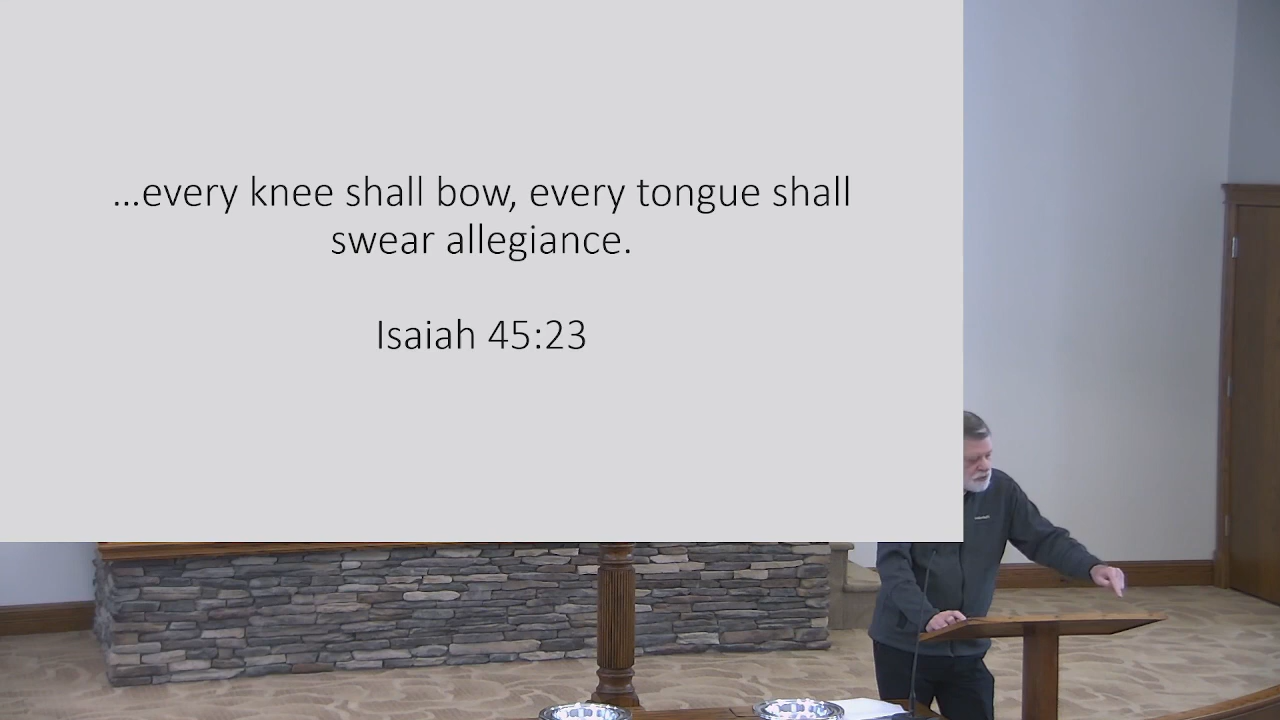 …every knee shall bow, every tongue shall
swear allegiance.
Isaiah 45:23